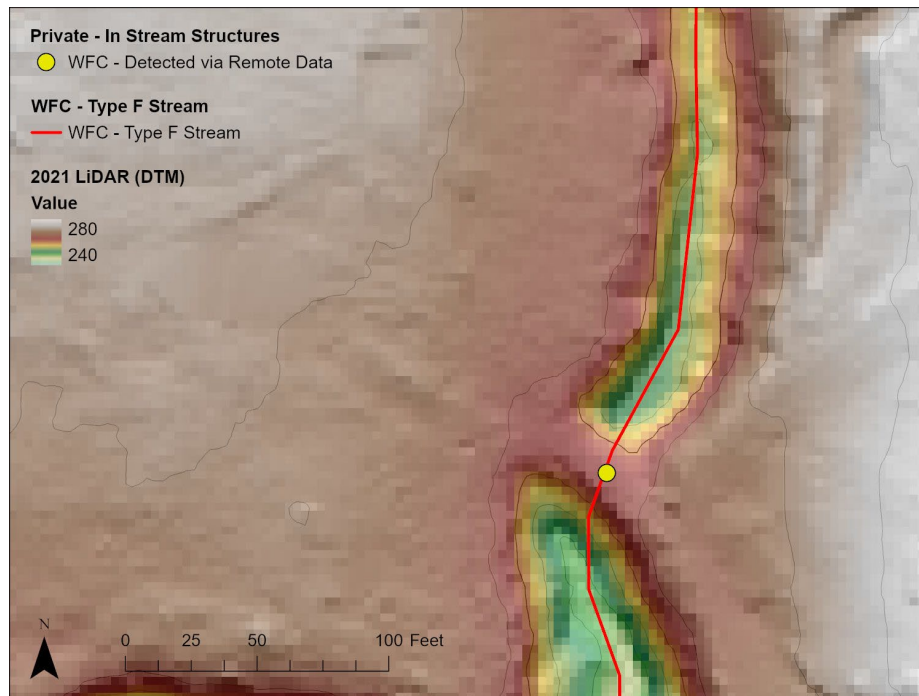 Private - In Stream Structures
WFC - Detected via Remote Data
WFC - Type F Stream
WFC - Type F Stream
2021 LiDAR (DTM)
Value
280
240
N
0 25 50 100 Feet